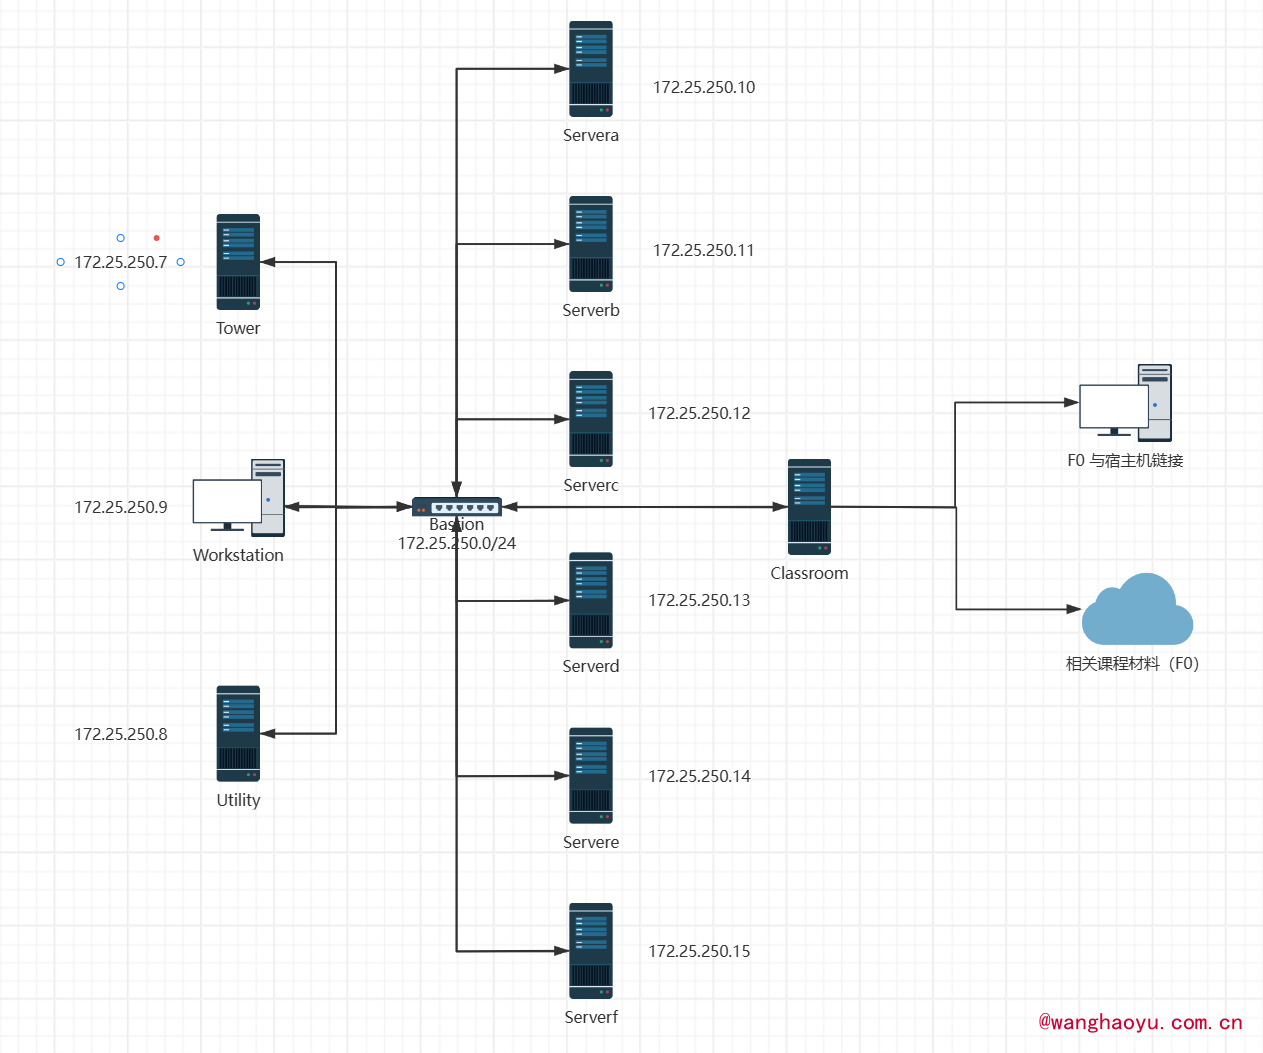 172.25.250.10
Servera
172.25.250.7
Tower
172.25.250.11
Serverb
172.25.250.12
Serverc
172.25.250.9
Workstation
Bastion
172.25.250.0/24
Classroom
F0 与宿主机链接
172.25.250.13
Serverd
相关课程材料（F0）
172.25.250.8
Utility
172.25.250.14
Servere
172.25.250.15
Serverf
@wanghaoyu.com.cn